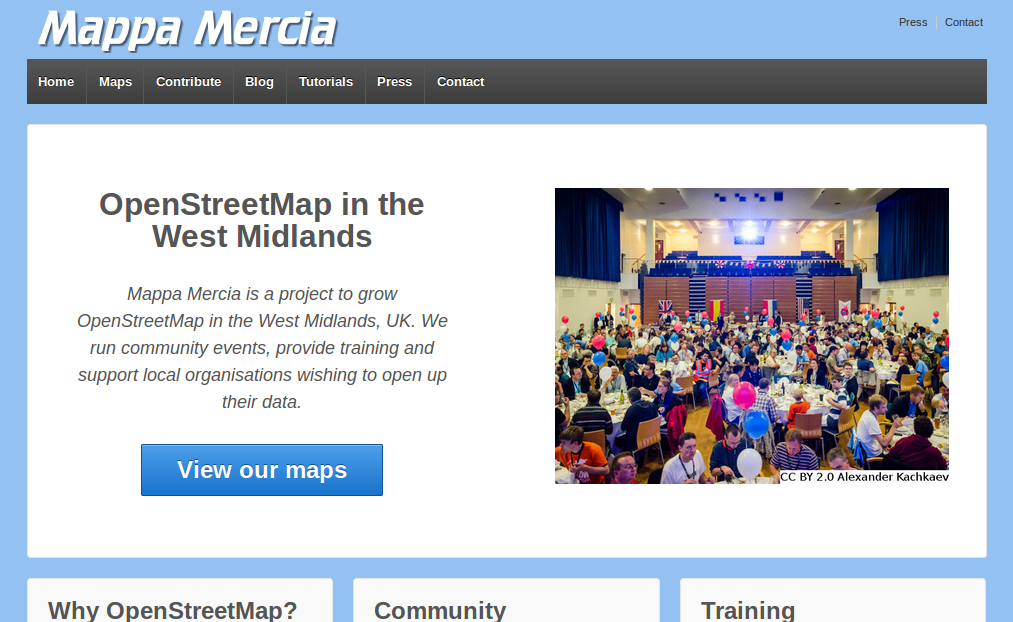 Mappa Mercia
Press
Contact
Home
Maps
Contribute
Blog
Tutorials
Press
Contact
OpenStreetMap in the
West Midlands
Mappa Mercia is a project to grow
OpenStreetMap in the West Midlands, UK. We
run community events, provide training and
support local organisations wishing to open up
their data.
View our maps
CC BY 2.0 Alexander Kachkaev
Why OpenStreetMap?
Community
Training